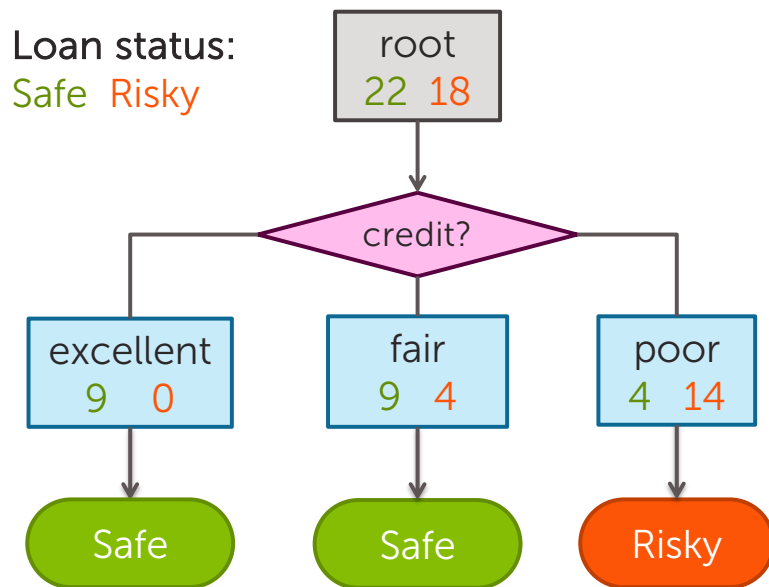 Loan status:
Safe Risky
root
22 18
credit?
excellent
9 0
fair
9 4
poor
4 14
Safe
Safe
Risky